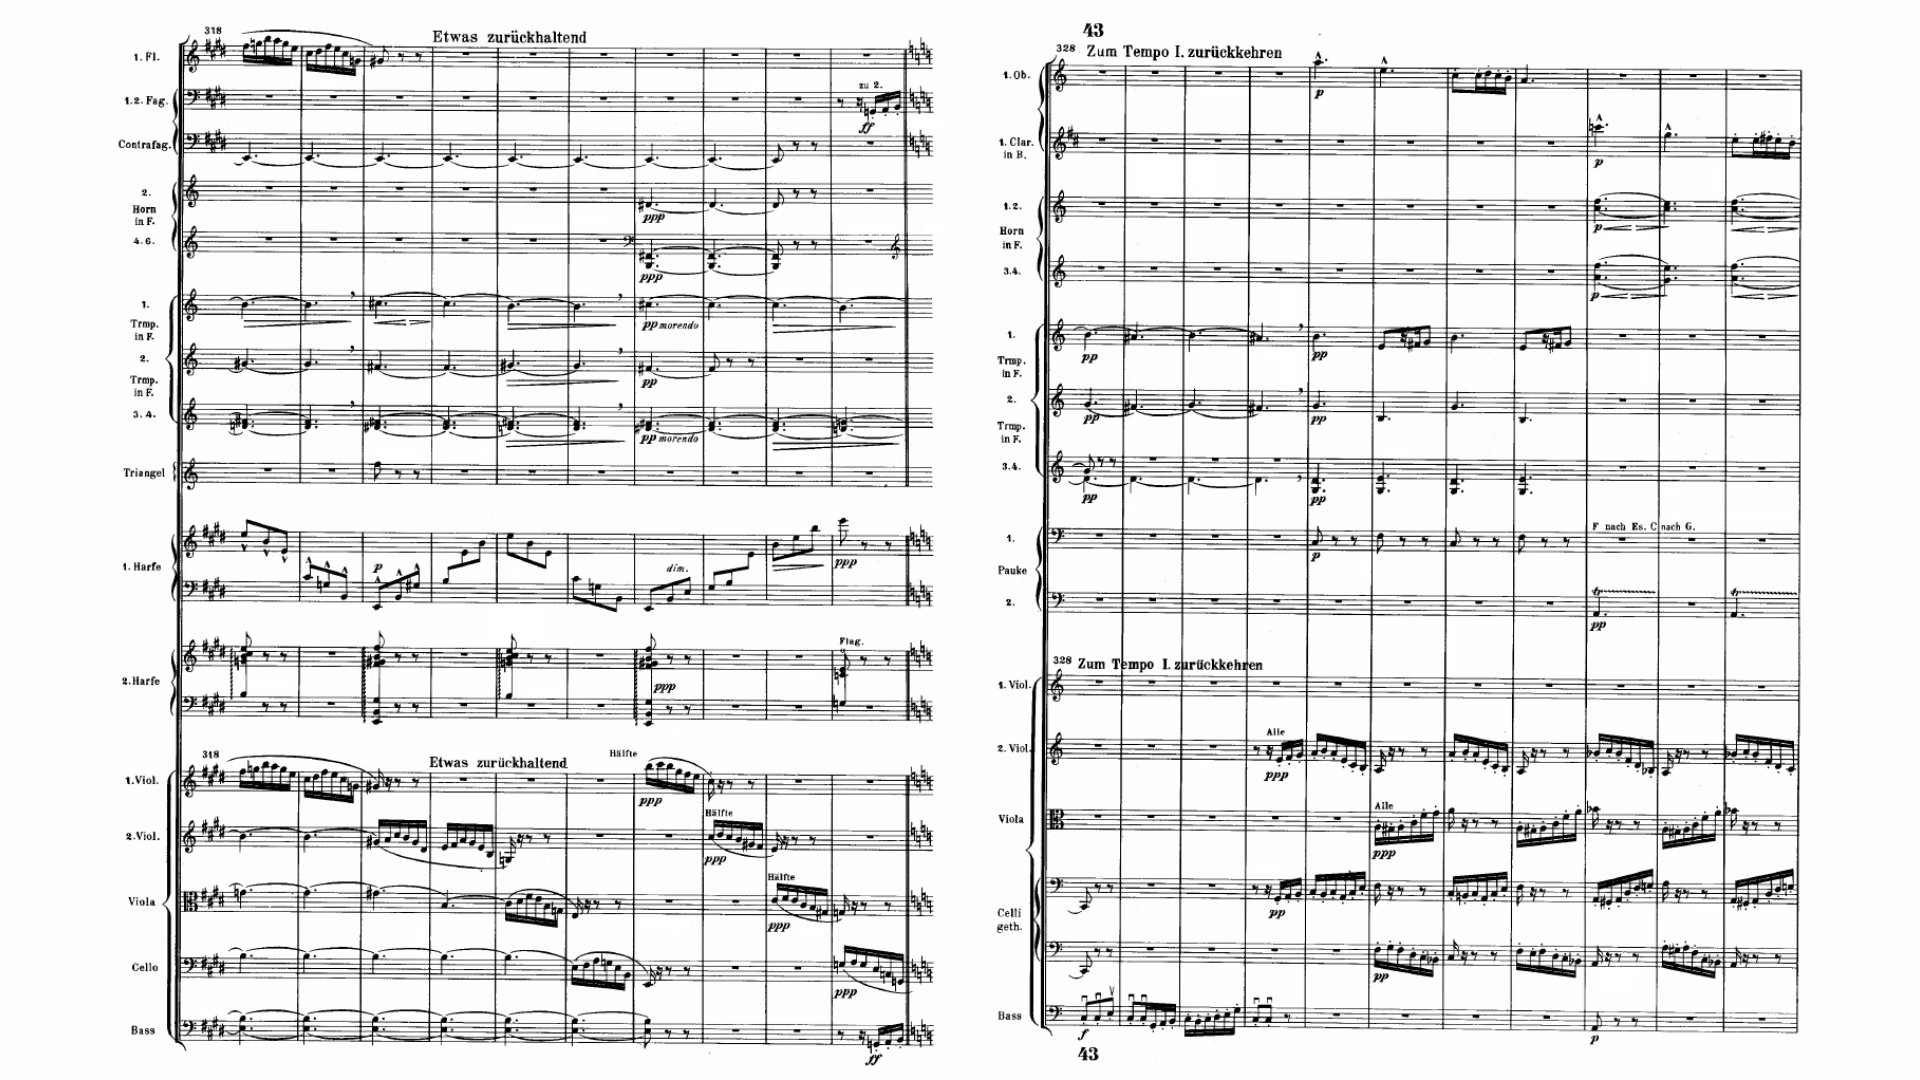 318
Etwas zurückhaltend
1. Fl.
zu 2.
1.2. Fag.
ff
Contrafag.
2.
Horn
in F.
ppp
4. 6.
ppp
1.
Trmp.
in F.
pp morendo
2.
Trmp.
in F.
pp
3. 4.
pp morendo
Triangel
1. Harfe
p
dim.
ppp
Flag.
2. Harfe
ppp
318
Etwas zurückhaltend
Hälfte
1. Viol.
ppp
Hälfte
2. Viol.
ppp
Hälfte
Viola
ppp
Cello
ppp
Bass
ff
43
328
Zum Tempo I. zurückkehren
1. Ob.
p
1. Clar.
in B.
p
1. 2.
Horn
in F.
p
3. 4.
p
1.
Trmp.
in F.
pp
pp
2.
Trmp.
in F.
pp
pp
3. 4.
pp
pp
F nach Es. C nach G.
1.
p
Pauke
2.
tr
tr
pp
328
Zum Tempo I. zurückkehren
1. Viol.
Alle
2. Viol.
ppp
Alle
Viola
ppp
Celli
geth.
pp
pp
Bass
f
p
43